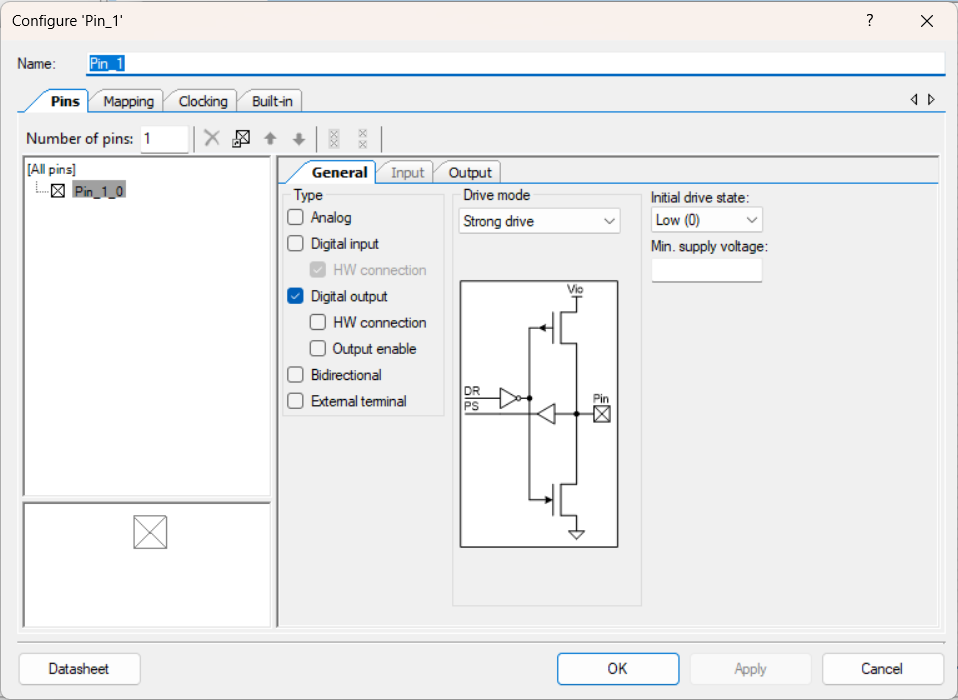 Configure 'Pin_1'
?
Name: Pin_1
Pins Mapping Clocking Built-in
Number of pins: 1
[All pins]
Pin_1_0
General Input Output
Type
Analog
Digital input
HW connection
Digital output
HW connection
Output enable
Bidirectional
External terminal
Drive mode
Strong drive
Vio
DR
PS
Pin
Initial drive state:
Low (0)
Min. supply voltage:
Datasheet OK Apply Cancel